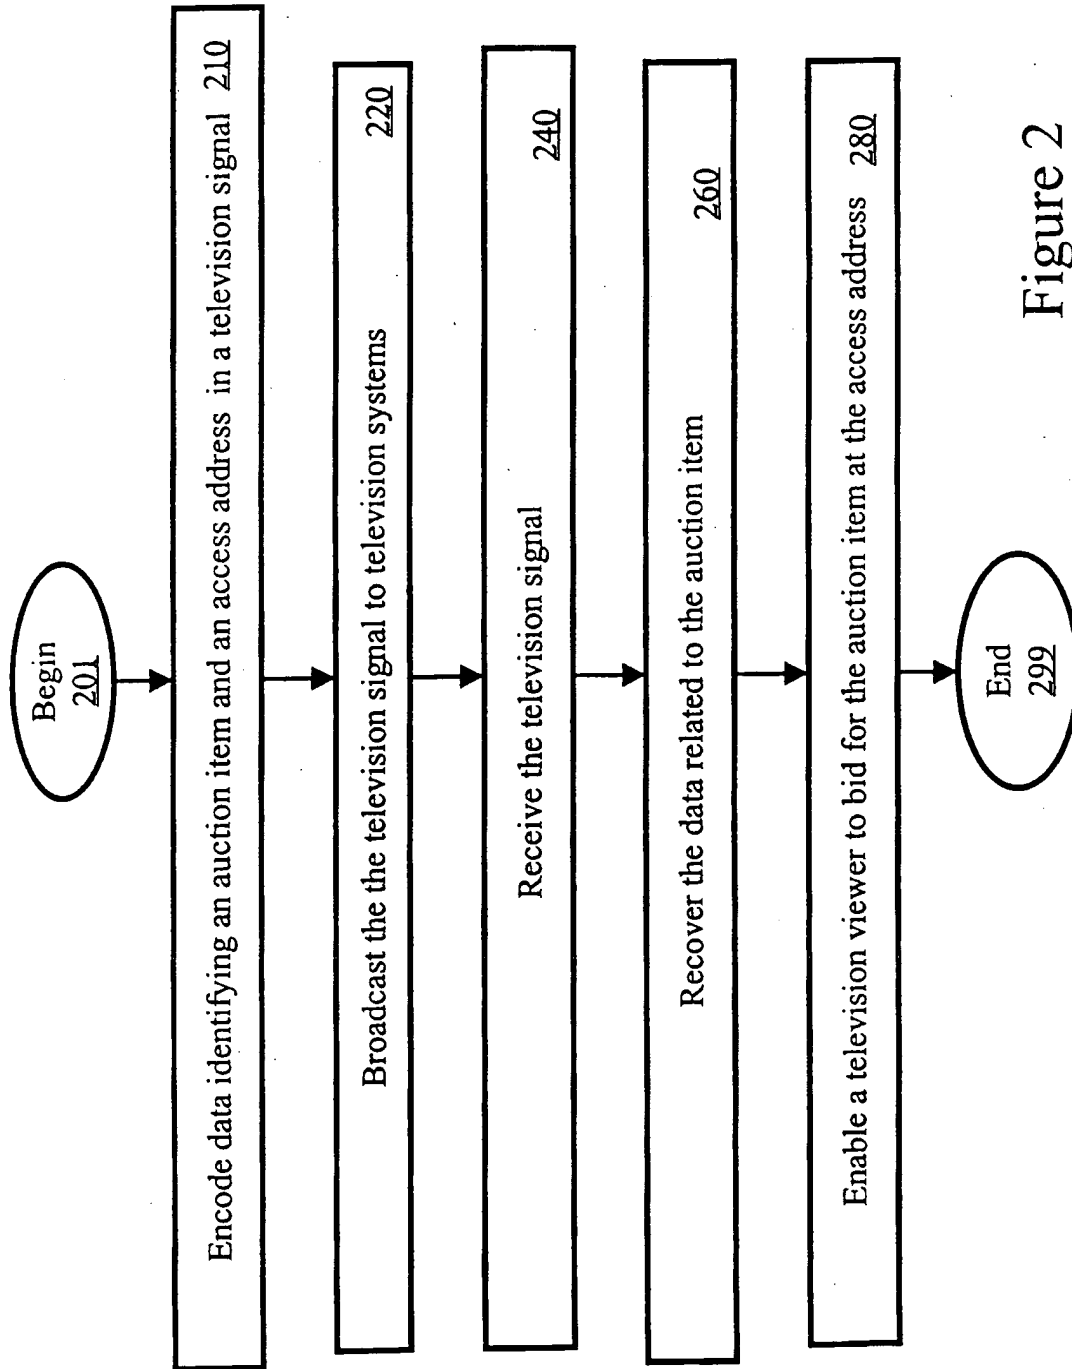 Begin
201
Encode data identifying an auction item and an access address in a television signal 210
Broadcast the the television signal to television systems 220
Receive the television signal 240
Recover the data related to the auction item 260
Enable a television viewer to bid for the auction item at the access address 280
End
299
Figure 2